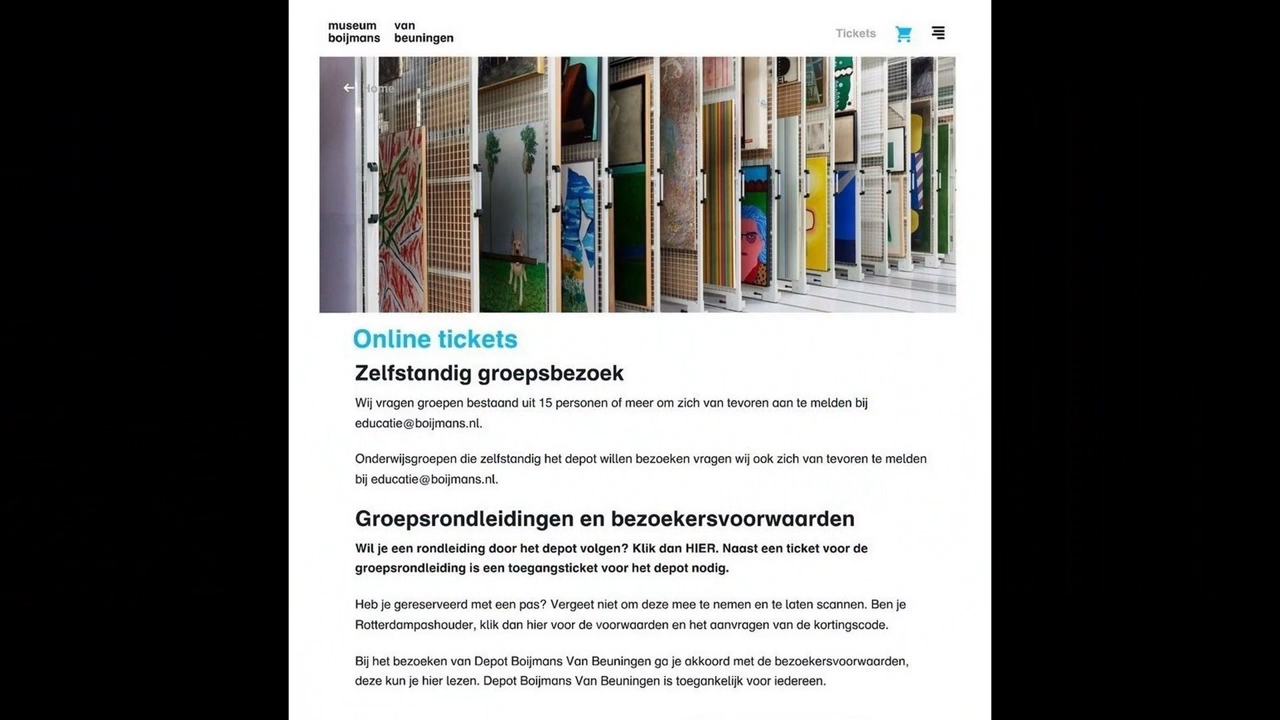 museum van
boijmans beuningen
Tickets
Home
Online tickets
Zelfstandig groepsbezoek
Wij vragen groepen bestaand uit 15 personen of meer om zich van tevoren aan te melden bij
educatie@boijmans.nl.
Onderwijsgroepen die zelfstandig het depot willen bezoeken vragen wij ook zich van tevoren te melden
bij educatie@boijmans.nl.
Groepsrondleidingen en bezoekersvoorwaarden
Wil je een rondleiding door het depot volgen? Klik dan HIER. Naast een ticket voor de
groepsrondleiding is een toegangsticket voor het depot nodig.
Heb je gereserveerd met een pas? Vergeet niet om deze mee te nemen en te laten scannen. Ben je
Rotterdampashouder, klik dan hier voor de voorwaarden en het aanvragen van de kortingscode.
Bij het bezoeken van Depot Boijmans Van Beuningen ga je akkoord met de bezoekersvoorwaarden,
deze kun je hier lezen. Depot Boijmans Van Beuningen is toegankelijk voor iedereen.